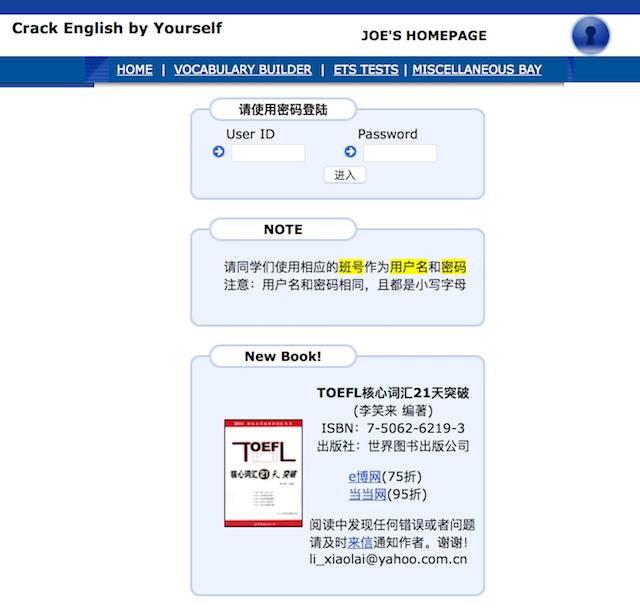 Crack English by Yourself
JOE'S HOMEPAGE
HOME | VOCABULARY BUILDER | ETS TESTS | MISCELLANEOUS BAY
请使用密码登陆
User ID Password
进入
NOTE
请同学们使用相应的班号作为用户名和密码
注意：用户名和密码相同，且都是小写字母
New Book!
TOEFL核心词汇21天突破
(李笑来 编著)
ISBN：7-5062-6219-3
出版社：世界图书出版公司
e博网(75折)
当当网(95折)
阅读中发现任何错误或者问题
请及时来信通知作者。谢谢!
li_xiaolai@yahoo.com.cn
TOEFL
核心词汇21天突破